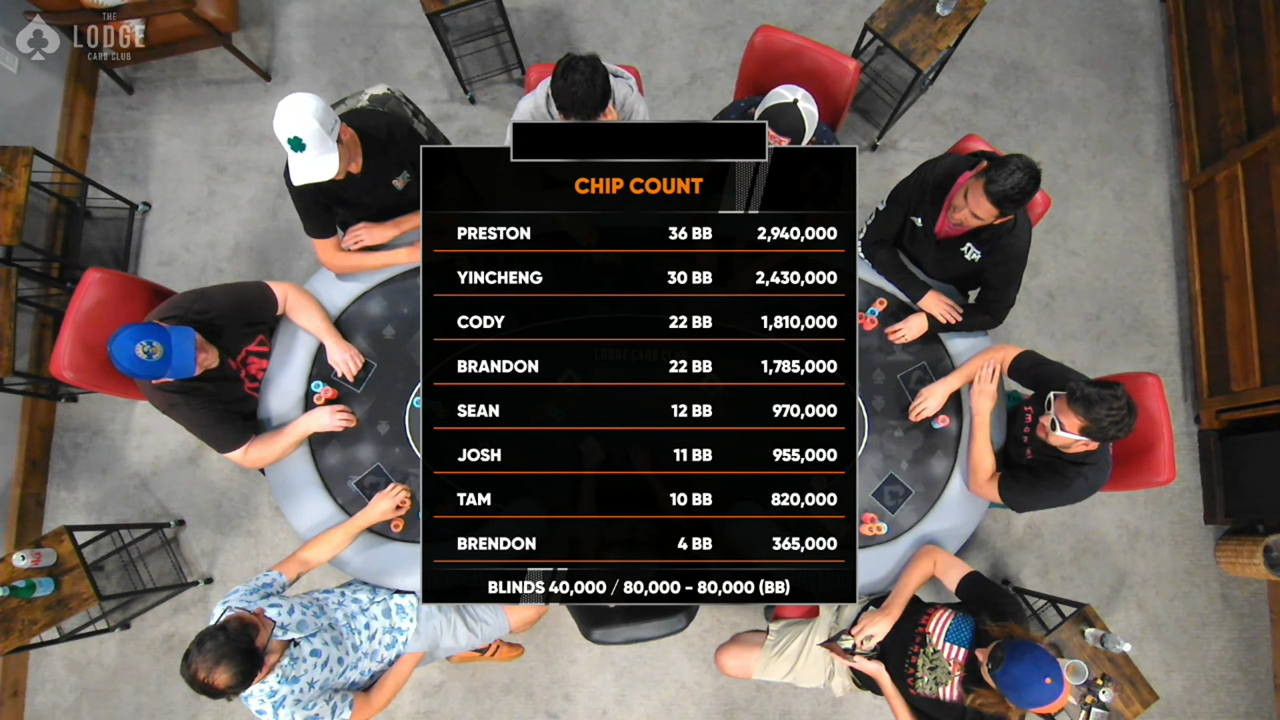 THE
LODGE
CARD CLUB
CHIP COUNT
PRESTON 36 BB 2,940,000
YINCHENG 30 BB 2,430,000
CODY 22 BB 1,810,000
BRANDON 22 BB 1,785,000
SEAN 12 BB 970,000
JOSH 11 BB 955,000
TAM 10 BB 820,000
BRENDON 4 BB 365,000
BLINDS 40,000 / 80,000 - 80,000 (BB)